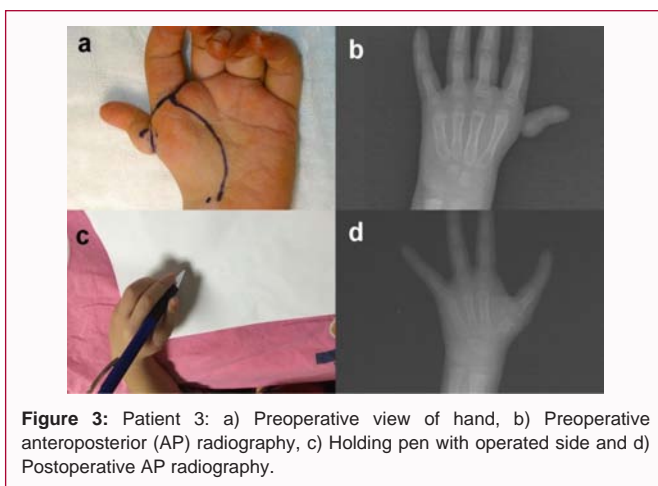 a
b
c
d
Figure 3: Patient 3: a) Preoperative view of hand, b) Preoperative
anteroposterior (AP) radiography, c) Holding pen with operated side and d)
Postoperative AP radiography.